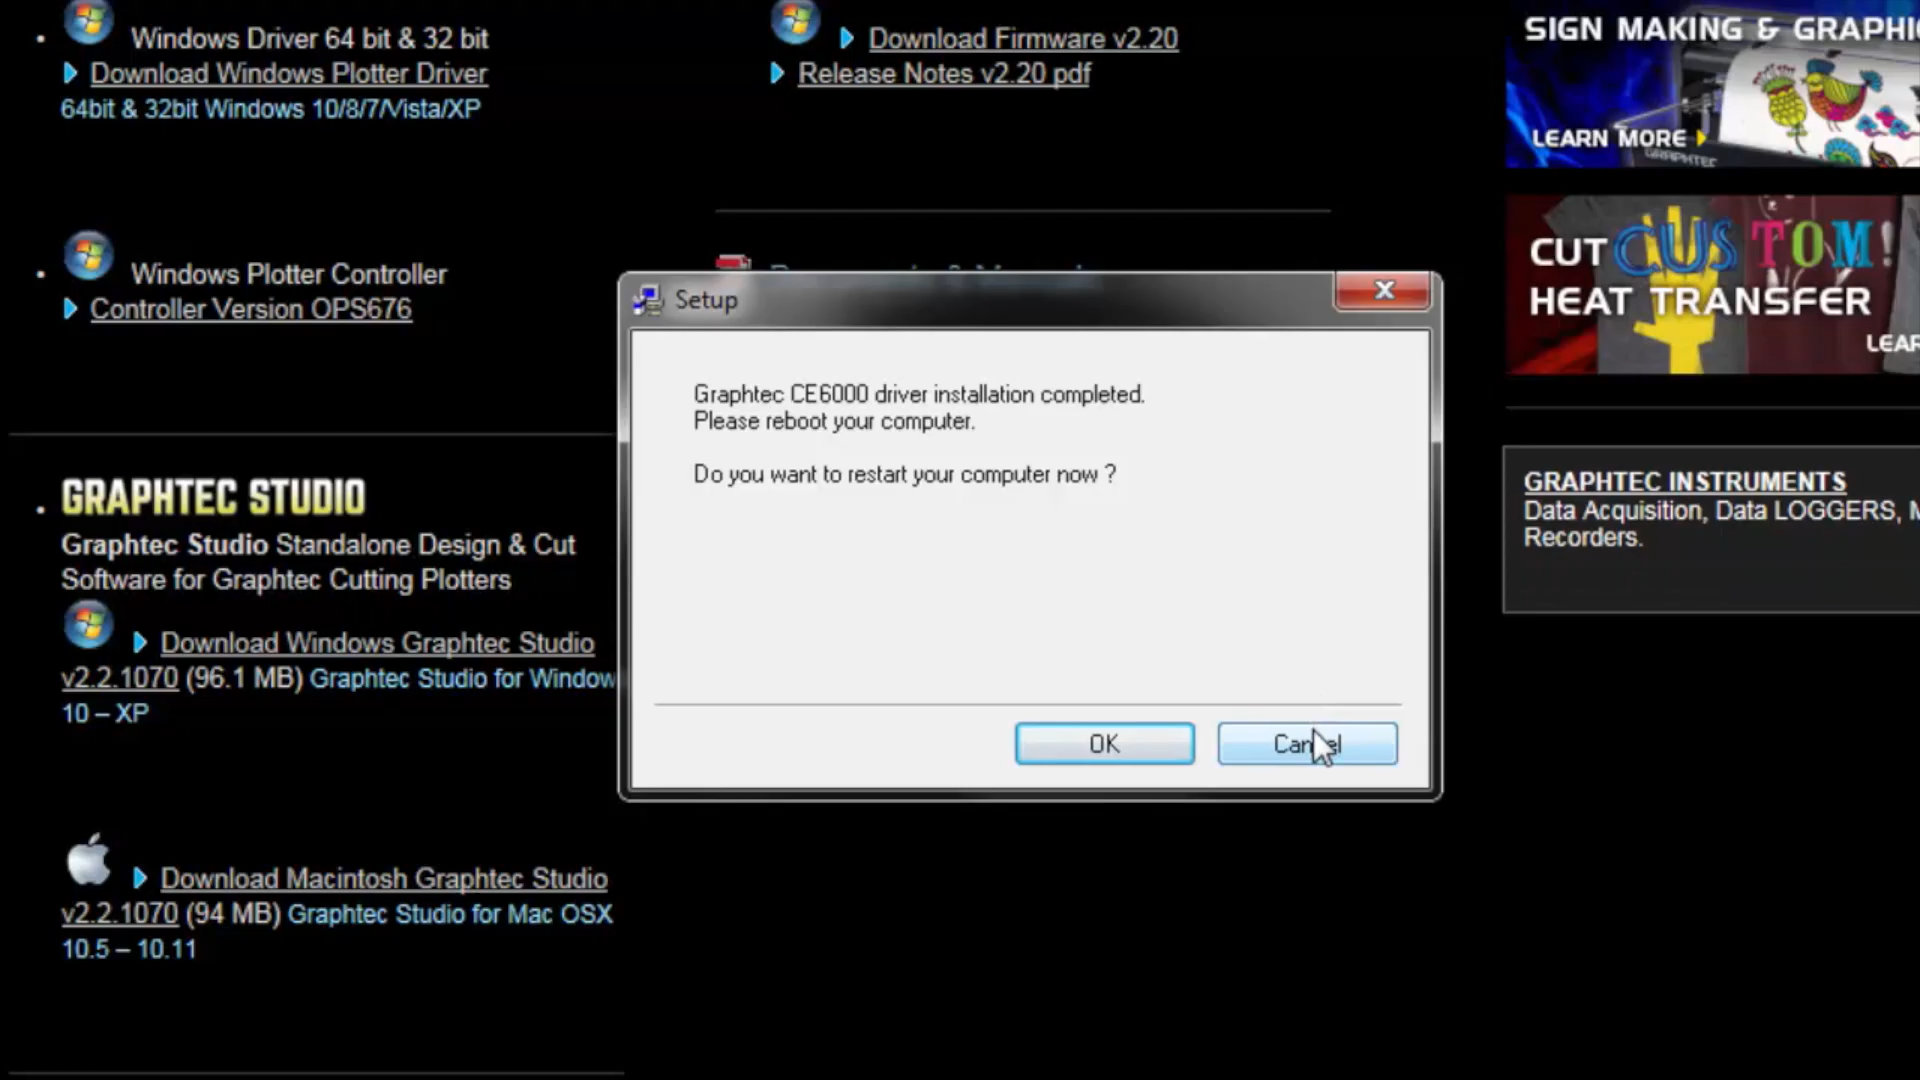 Windows Driver 64 bit & 32 bit
Download Windows Plotter Driver
64bit & 32bit Windows 10/8/7/Vista/XP
Windows Plotter Controller
Controller Version OPS676
GRAPHTEC STUDIO
Graphtec Studio Standalone Design & Cut
Software for Graphtec Cutting Plotters
Download Windows Graphtec Studio
v2.2.1070 (96.1 MB) Graphtec Studio for Window
10 – XP
Download Macintosh Graphtec Studio
v2.2.1070 (94 MB) Graphtec Studio for Mac OSX
10.5 – 10.11
Download Firmware v2.20
Release Notes v2.20 pdf
Setup
Graphtec CE6000 driver installation completed.
Please reboot your computer.
Do you want to restart your computer now ?
OK
Cancel
SIGN MAKING & GRAPHIC
LEARN MORE
GRAPHTEC
CUT CUSTOM!
HEAT TRANSFER
LEAR
GRAPHTEC INSTRUMENTS
Data Acquisition, Data LOGGERS, M
Recorders.